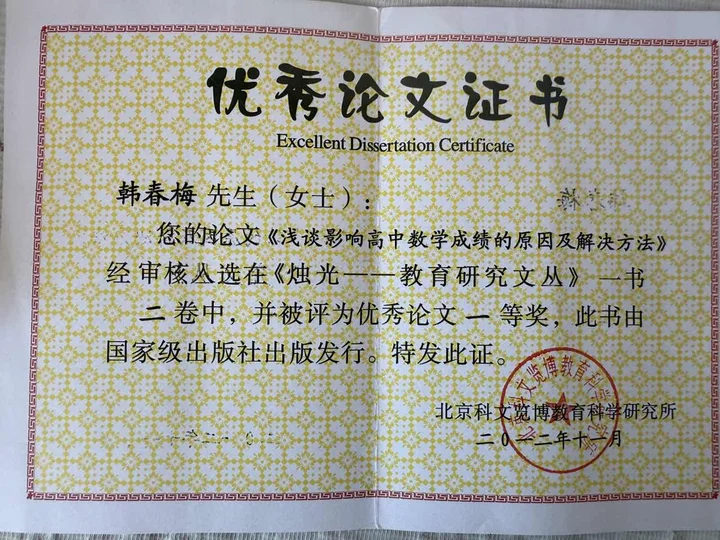 优秀论文证书
Excellent Dissertation Certificate
韩春梅 先生（女士）：
您的论文《浅谈影响高中数学成绩的原因及解决方法》
经审核入选在《烛光——教育研究文丛》一书
二 卷中，并被评为优秀论文 一 等奖，此书由
国家级出版社出版发行。特发此证。
北京科文览博教育科学研究所
二〇一二年十一月